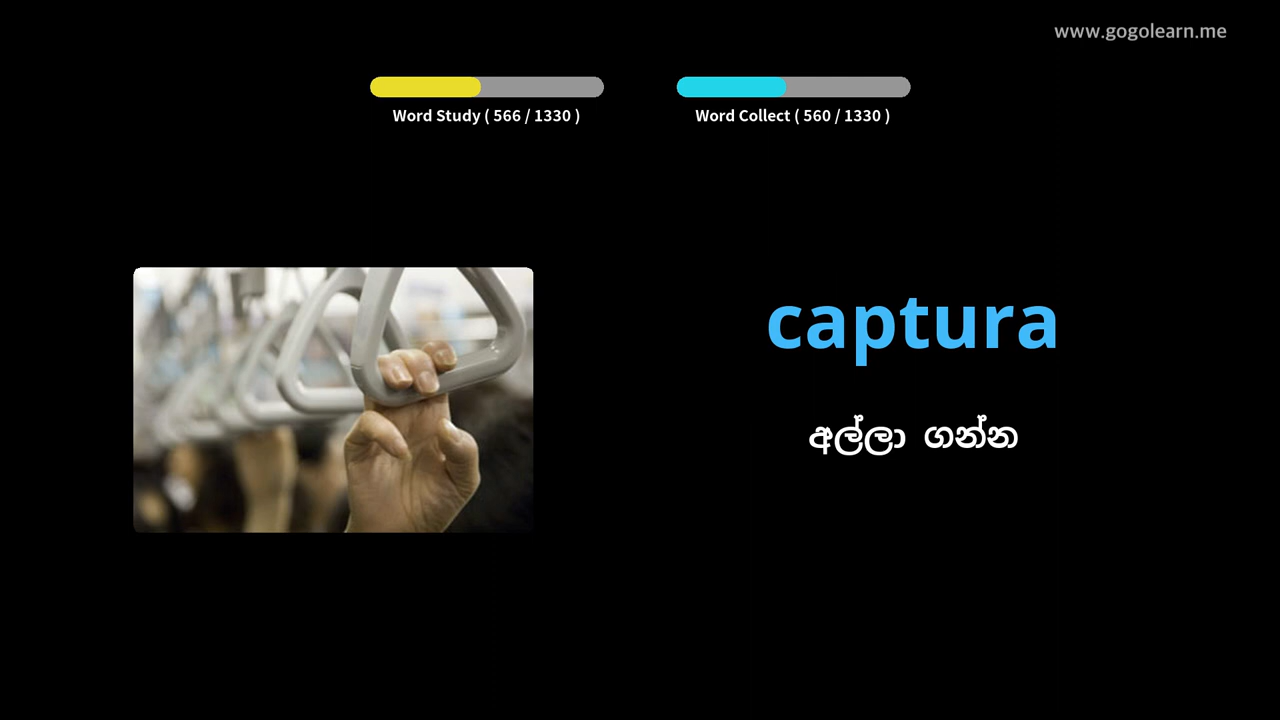 www.gogolearn.me
Word Study ( 566 / 1330 )
Word Collect ( 560 / 1330 )
captura
අල්ලා ගන්න